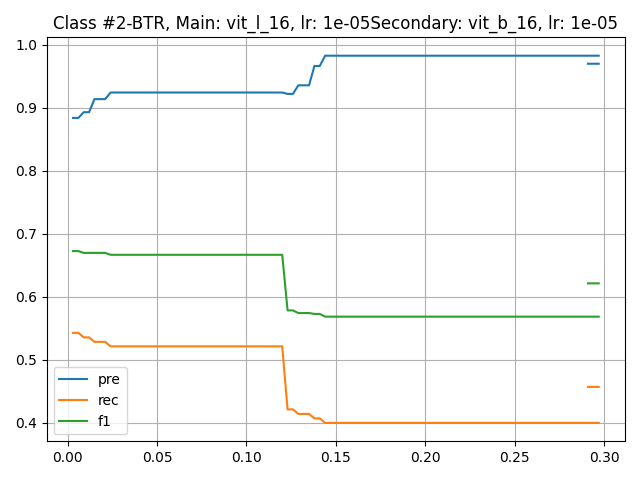 Class #2-BTR, Main: vit_l_16, lr: 1e-05Secondary: vit_b_16, lr: 1e-05
1.0
0.9
0.8
0.7
0.6
0.5
0.4
pre
rec
f1
0.00 0.05 0.10 0.15 0.20 0.25 0.30